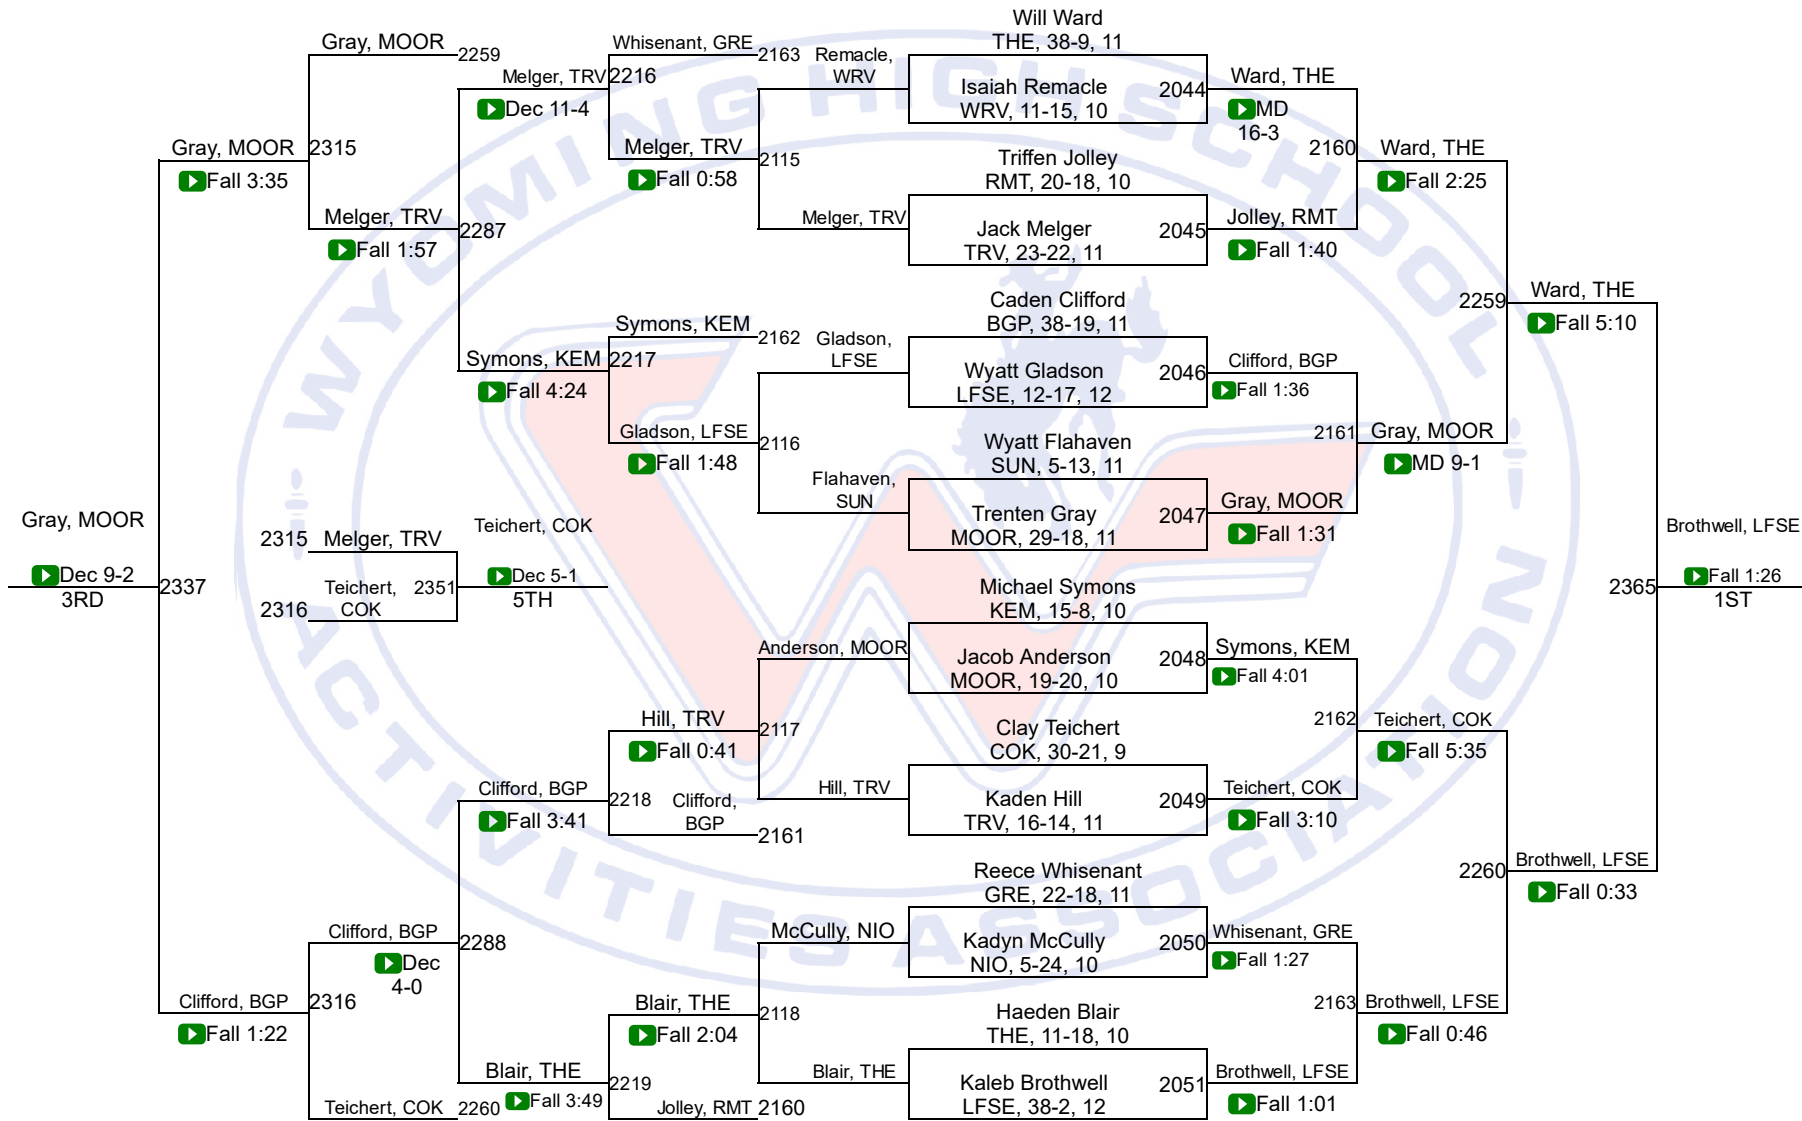 Will Ward
THE, 38-9, 11
Gray, MOOR
2259
Whisenant, GRE
2163
Remacle,
WRV
Melger, TRV
2216
Dec 11-4
Isaiah Remacle
WRV, 11-15, 10
2044
Ward, THE
MD
16-3
Gray, MOOR
2315
Fall 3:35
Melger, TRV
Fall 0:58
2115
Triffen Jolley
RMT, 20-18, 10
2160
Ward, THE
Fall 2:25
Melger, TRV
Fall 1:57
2287
Melger, TRV
Jack Melger
TRV, 23-22, 11
2045
Jolley, RMT
Fall 1:40
Caden Clifford
BGP, 38-19, 11
2259
Ward, THE
Fall 5:10
Symons, KEM
2162
Gladson,
LFSE
Symons, KEM
2217
Fall 4:24
Wyatt Gladson
LFSE, 12-17, 12
2046
Clifford, BGP
Fall 1:36
Gladson, LFSE
Fall 1:48
2116
Wyatt Flahaven
SUN, 5-13, 11
2161
Gray, MOOR
MD 9-1
Flahaven,
SUN
Trenten Gray
MOOR, 29-18, 11
2047
Gray, MOOR
Fall 1:31
Gray, MOOR
Dec 9-2
3RD
2337
2315
Melger, TRV
Teichert,
COK
2316
2351
Teichert, COK
Dec 5-1
5TH
Brothwell, LFSE
2365
Fall 1:26
1ST
Michael Symons
KEM, 15-8, 10
Anderson, MOOR
Jacob Anderson
MOOR, 19-20, 10
2048
Symons, KEM
Fall 4:01
Hill, TRV
Fall 0:41
2117
Clay Teichert
COK, 30-21, 9
2162
Teichert, COK
Fall 5:35
Clifford, BGP
Fall 3:41
2218
Clifford,
BGP
2161
Hill, TRV
Kaden Hill
TRV, 16-14, 11
2049
Teichert, COK
Fall 3:10
Reece Whisenant
GRE, 22-18, 11
2260
Brothwell, LFSE
Fall 0:33
Clifford, BGP
Dec
4-0
2288
McCully, NIO
Kadyn McCully
NIO, 5-24, 10
2050
Whisenant, GRE
Fall 1:27
Clifford, BGP
Fall 1:22
2316
Blair, THE
Fall 2:04
2118
Haeden Blair
THE, 11-18, 10
2163
Brothwell, LFSE
Fall 0:46
Blair, THE
Fall 3:49
2219
Blair, THE
Kaleb Brothwell
LFSE, 38-2, 12
2051
Brothwell, LFSE
Fall 1:01
Teichert, COK
2260
Jolley, RMT
2160
WYOMING HIGH SCHOOL
ACTIVITIES ASSOCIATION